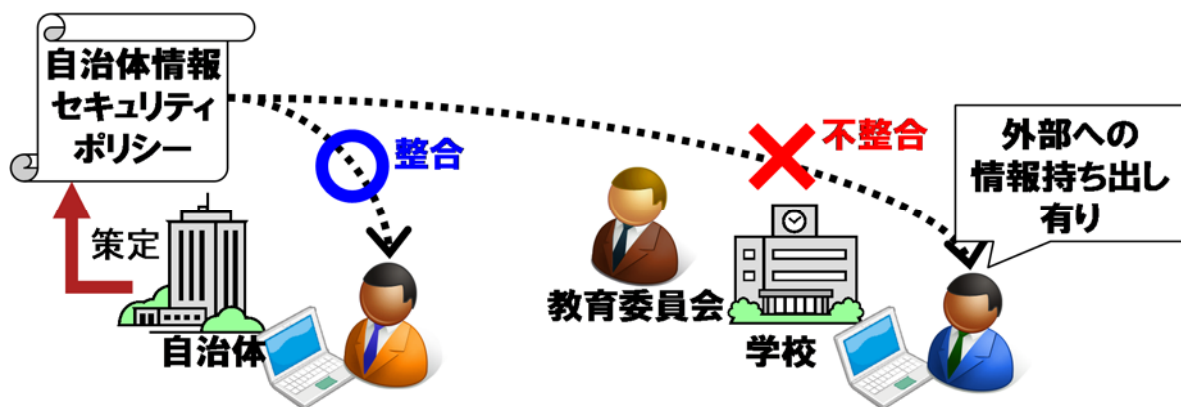 自治体情報
セキュリティ
ポリシー
整合
不整合
外部への
情報持ち出し
有り
策定
自治体
教育委員会
学校